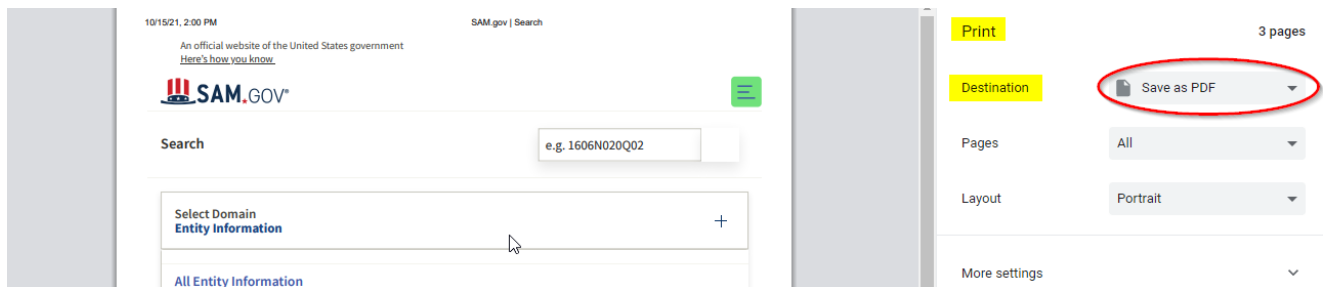 10/15/21, 2:00 PM SAM.gov | Search
An official website of the United States government
Here's how you know
SAM.GOV®
Search
e.g. 1606N020Q02
Select Domain
Entity Information
All Entity Information
Print 3 pages
Destination Save as PDF
Pages All
Layout Portrait
More settings